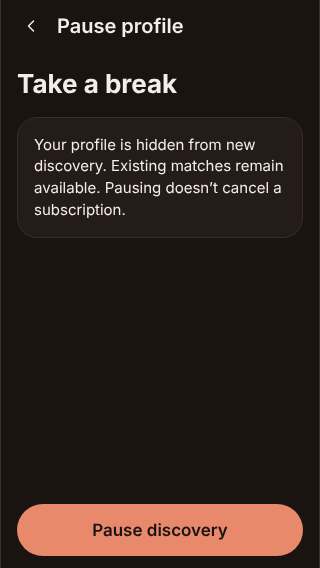 Pause profile
Take a break
Your profile is hidden from new
discovery. Existing matches remain
available. Pausing doesn’t cancel a
subscription.
Pause discovery